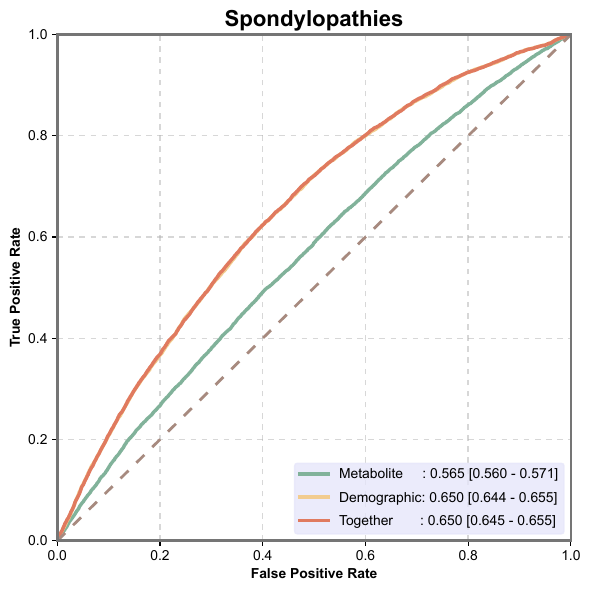 Spondylopathies
True Positive Rate
1.0
0.8
0.6
0.4
0.2
0.0
Metabolite : 0.565 [0.560 - 0.571]
Demographic: 0.650 [0.644 - 0.655]
Together : 0.650 [0.645 - 0.655]
0.0 0.2 0.4 0.6 0.8 1.0
False Positive Rate